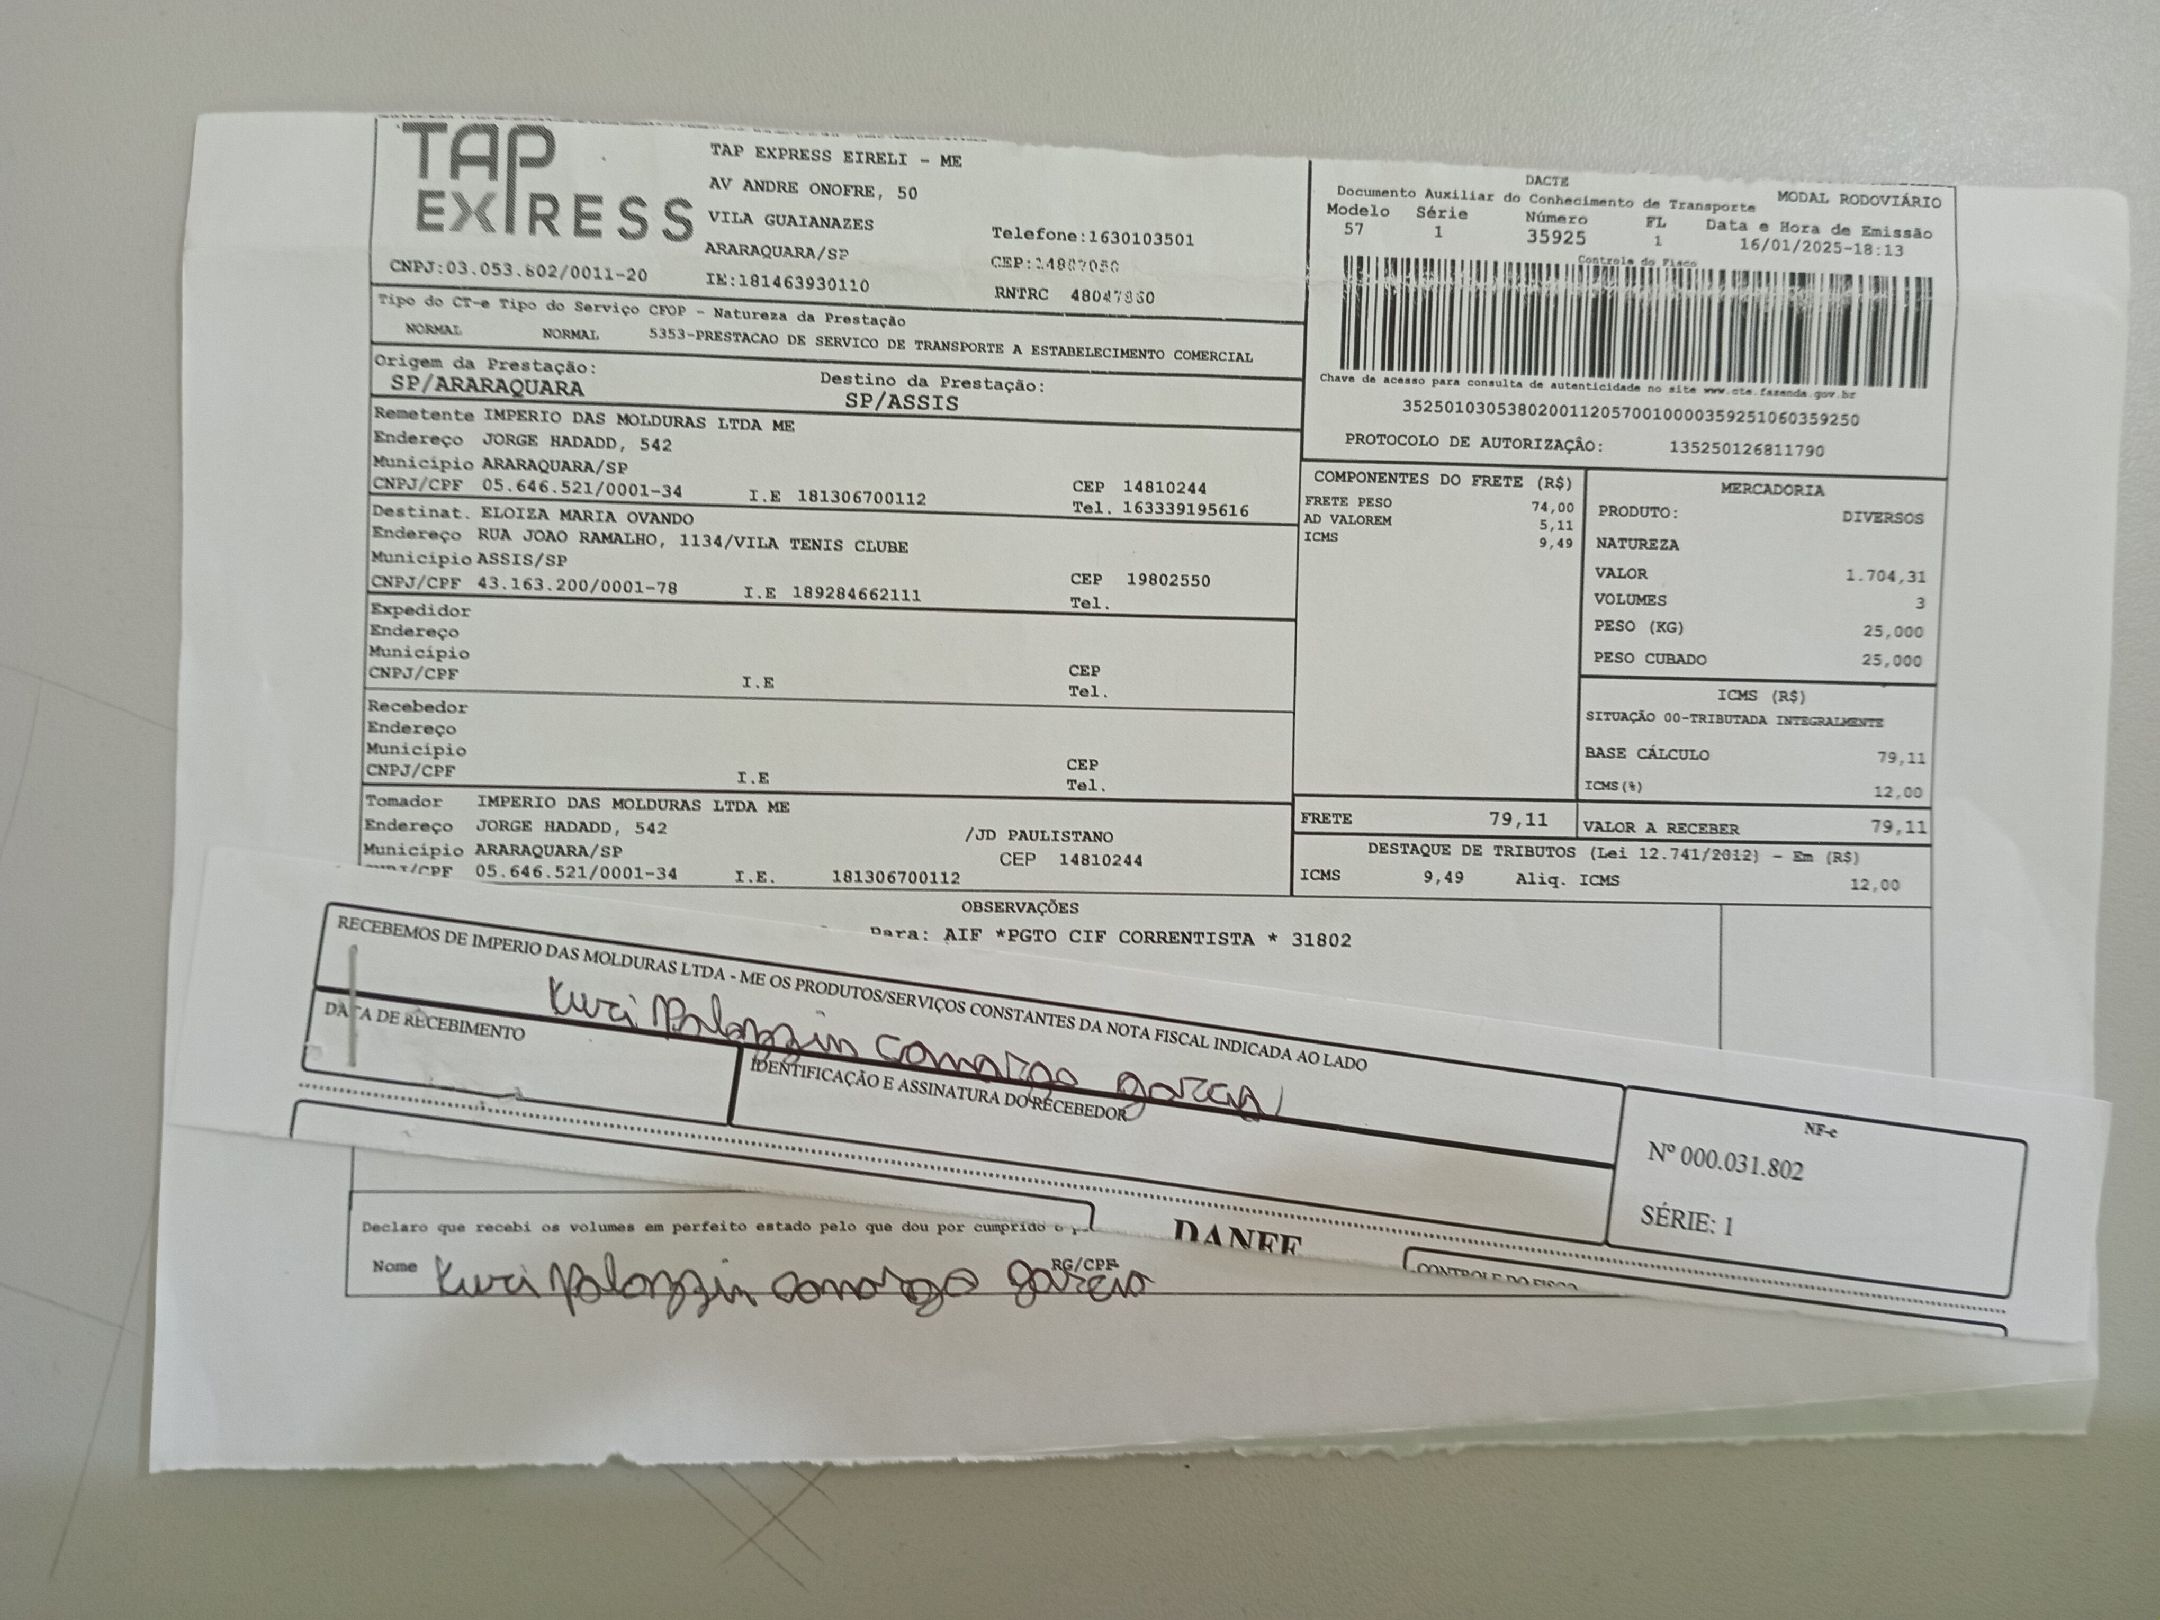 TAP EXPRESS
TAP EXPRESS EIRELI - ME
AV ANDRE ONOFRE, 50
VILA GUAIANAZES
ARARAQUARA/SP
Telefone:1630103501
CEP:14807050
CNPJ:03.053.802/0011-20
IE:181463930110
RNTRC 48047860
Tipo do CT-e Tipo do Serviço CFOP - Natureza da Prestação
NORMAL NORMAL 5353-PRESTACAO DE SERVICO DE TRANSPORTE A ESTABELECIMENTO COMERCIAL
Origem da Prestação: Destino da Prestação:
SP/ARARAQUARA SP/ASSIS
Remetente IMPERIO DAS MOLDURAS LTDA ME
Endereço JORGE HADADD, 542
Município ARARAQUARA/SP CEP 14810244
CNPJ/CPF 05.646.521/0001-34 I.E 181306700112 Tel. 163339195616
Destinat. ELOIZA MARIA OVANDO
Endereço RUA JOAO RAMALHO, 1134/VILA TENIS CLUBE
Município ASSIS/SP CEP 19802550
CNPJ/CPF 43.163.200/0001-78 I.E 189284662111 Tel.
Expedidor
Endereço
Município CEP
CNPJ/CPF I.E Tel.
Recebedor
Endereço
Município CEP
CNPJ/CPF I.E Tel.
Tomador IMPERIO DAS MOLDURAS LTDA ME
Endereço JORGE HADADD, 542 /JD PAULISTANO
Município ARARAQUARA/SP CEP 14810244
CNPJ/CPF 05.646.521/0001-34 I.E. 181306700112
DACTE
Documento Auxiliar do Conhecimento de Transporte MODAL RODOVIÁRIO
Modelo Série Número FL Data e Hora de Emissão
57 1 35925 1 16/01/2025-18:13
Controle do Fisco
Chave de acesso para consulta de autenticidade no site www.cte.fazenda.gov.br
35250103053802001120570010000359251060359250
PROTOCOLO DE AUTORIZAÇÂO: 135250126811790
COMPONENTES DO FRETE (R$)
FRETE PESO 74,00
AD VALOREM 5,11
ICMS 9,49
MERCADORIA
PRODUTO: DIVERSOS
NATUREZA
VALOR 1.704,31
VOLUMES 3
PESO (KG) 25,000
PESO CUBADO 25,000
ICMS (R$)
SITUAÇÃO 00-TRIBUTADA INTEGRALMENTE
BASE CÁLCULO 79,11
ICMS(%) 12,00
FRETE 79,11 VALOR A RECEBER 79,11
DESTAQUE DE TRIBUTOS (Lei 12.741/2012) - Em (R$)
ICMS 9,49 Aliq. ICMS 12,00
OBSERVAÇÕES
Para: AIF *PGTO CIF CORRENTISTA * 31802
RECEBEMOS DE IMPERIO DAS MOLDURAS LTDA - ME OS PRODUTOS/SERVIÇOS CONSTANTES DA NOTA FISCAL INDICADA AO LADO
camargo garcia
DATA DE RECEBIMENTO
IDENTIFICAÇÃO E ASSINATURA DO RECEBEDOR
NF-e
Nº 000.031.802
SÉRIE: 1
DANFE
CONTROLE DO FISCO
Declaro que recebi os volumes em perfeito estado pelo que dou por cumprido o
Nome camargo garcia RG/CPF